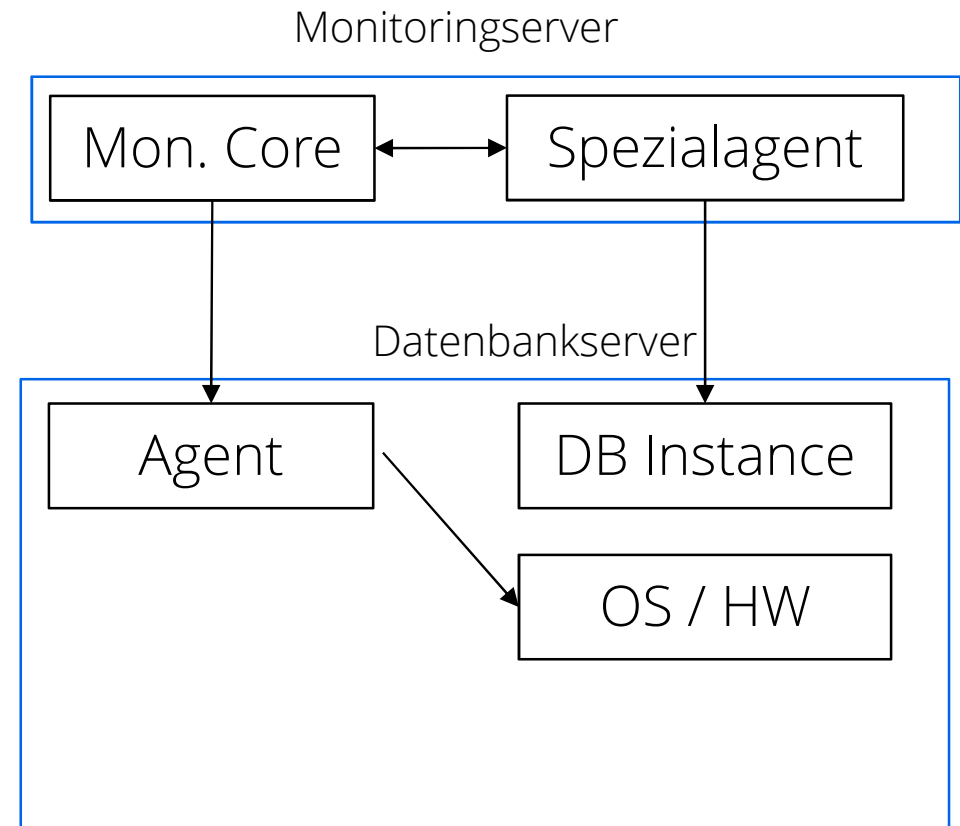 Monitoringserver
Mon. Core
Spezialagent
Datenbankserver
Agent
DB Instance
OS / HW